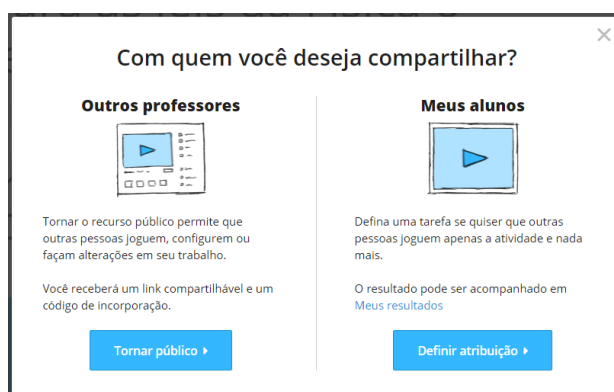 Com quem você deseja compartilhar?
Outros professores
Tornar o recurso público permite que
outras pessoas joguem, configurem ou
façam alterações em seu trabalho.
Você receberá um link compartilhável e um
código de incorporação.
Tornar público
Meus alunos
Defina uma tarefa se quiser que outras
pessoas joguem apenas a atividade e nada
mais.
O resultado pode ser acompanhado em
Meus resultados
Definir atribuição